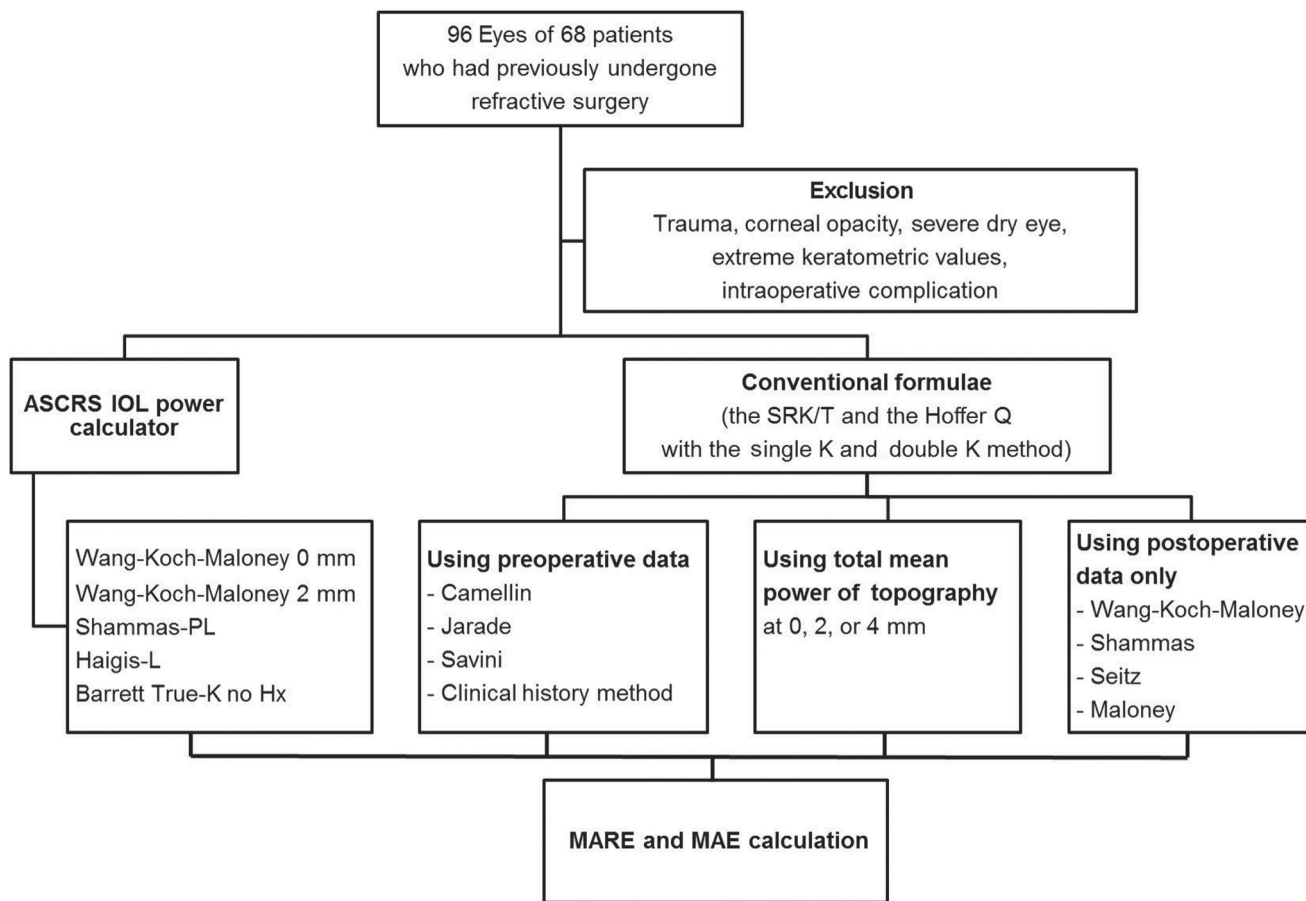 96 Eyes of 68 patients
who had previously undergone
refractive surgery
Exclusion
Trauma, corneal opacity, severe dry eye,
extreme keratometric values,
intraoperative complication
ASCRS IOL power
calculator
Conventional formulae
(the SRK/T and the Hoffer Q
with the single K and double K method)
Wang-Koch-Maloney 0 mm
Wang-Koch-Maloney 2 mm
Shammas-PL
Haigis-L
Barrett True-K no Hx
Using preoperative data
- Camellin
- Jarade
- Savini
- Clinical history method
Using total mean
power of topography
at 0, 2, or 4 mm
Using postoperative
data only
- Wang-Koch-Maloney
- Shammas
- Seitz
- Maloney
MARE and MAE calculation